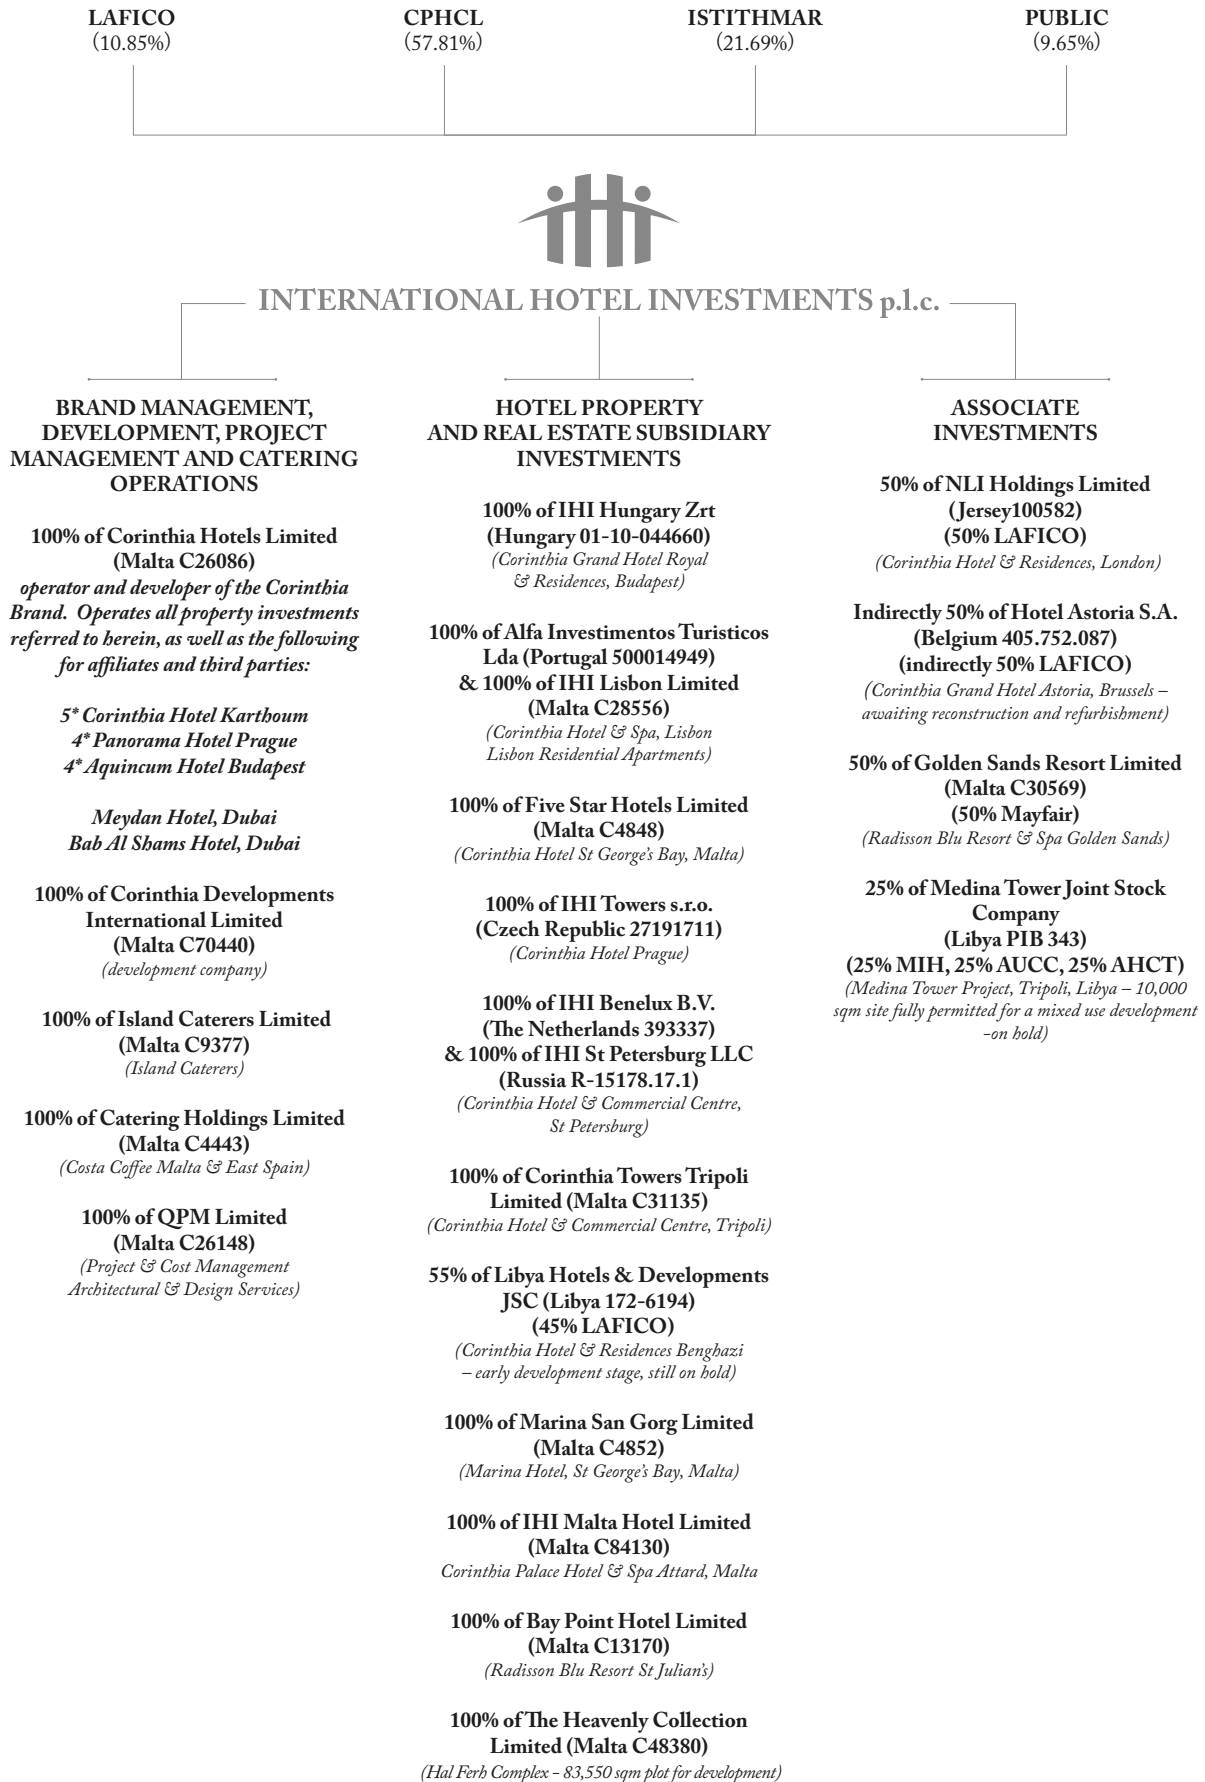 LAFICO
(10.85%)
CPHCL
(57.81%)
ISTITHMAR
(21.69%)
PUBLIC
(9.65%)
INTERNATIONAL HOTEL INVESTMENTS p.l.c.
BRAND MANAGEMENT,
DEVELOPMENT, PROJECT
MANAGEMENT AND CATERING
OPERATIONS
100% of Corinthia Hotels Limited
(Malta C26086)
operator and developer of the Corinthia
Brand. Operates all property investments
referred to herein, as well as the following
for affiliates and third parties:
5* Corinthia Hotel Karthoum
4* Panorama Hotel Prague
4* Aquincum Hotel Budapest
Meydan Hotel, Dubai
Bab Al Shams Hotel, Dubai
100% of Corinthia Developments
International Limited
(Malta C70440)
(development company)
100% of Island Caterers Limited
(Malta C9377)
(Island Caterers)
100% of Catering Holdings Limited
(Malta C4443)
(Costa Coffee Malta & East Spain)
100% of QPM Limited
(Malta C26148)
(Project & Cost Management
Architectural & Design Services)
HOTEL PROPERTY
AND REAL ESTATE SUBSIDIARY
INVESTMENTS
100% of IHI Hungary Zrt
(Hungary 01-10-044660)
(Corinthia Grand Hotel Royal
& Residences, Budapest)
100% of Alfa Investimentos Turisticos
Lda (Portugal 500014949)
& 100% of IHI Lisbon Limited
(Malta C28556)
(Corinthia Hotel & Spa, Lisbon
Lisbon Residential Apartments)
100% of Five Star Hotels Limited
(Malta C4848)
(Corinthia Hotel St George's Bay, Malta)
100% of IHI Towers s.r.o.
(Czech Republic 27191711)
(Corinthia Hotel Prague)
100% of IHI Benelux B.V.
(The Netherlands 393337)
& 100% of IHI St Petersburg LLC
(Russia R-15178.17.1)
(Corinthia Hotel & Commercial Centre,
St Petersburg)
100% of Corinthia Towers Tripoli
Limited (Malta C31135)
(Corinthia Hotel & Commercial Centre, Tripoli)
55% of Libya Hotels & Developments
JSC (Libya 172-6194)
(45% LAFICO)
(Corinthia Hotel & Residences Benghazi
– early development stage, still on hold)
100% of Marina San Gorg Limited
(Malta C4852)
(Marina Hotel, St George's Bay, Malta)
100% of IHI Malta Hotel Limited
(Malta C84130)
Corinthia Palace Hotel & Spa Attard, Malta
100% of Bay Point Hotel Limited
(Malta C13170)
(Radisson Blu Resort St Julian's)
100% of The Heavenly Collection
Limited (Malta C48380)
(Hal Ferh Complex - 83,550 sqm plot for development)
ASSOCIATE
INVESTMENTS
50% of NLI Holdings Limited
(Jersey100582)
(50% LAFICO)
(Corinthia Hotel & Residences, London)
Indirectly 50% of Hotel Astoria S.A.
(Belgium 405.752.087)
(indirectly 50% LAFICO)
(Corinthia Grand Hotel Astoria, Brussels –
awaiting reconstruction and refurbishment)
50% of Golden Sands Resort Limited
(Malta C30569)
(50% Mayfair)
(Radisson Blu Resort & Spa Golden Sands)
25% of Medina Tower Joint Stock
Company
(Libya PIB 343)
(25% MIH, 25% AUCC, 25% AHCT)
(Medina Tower Project, Tripoli, Libya – 10,000
sqm site fully permitted for a mixed use development
-on hold)